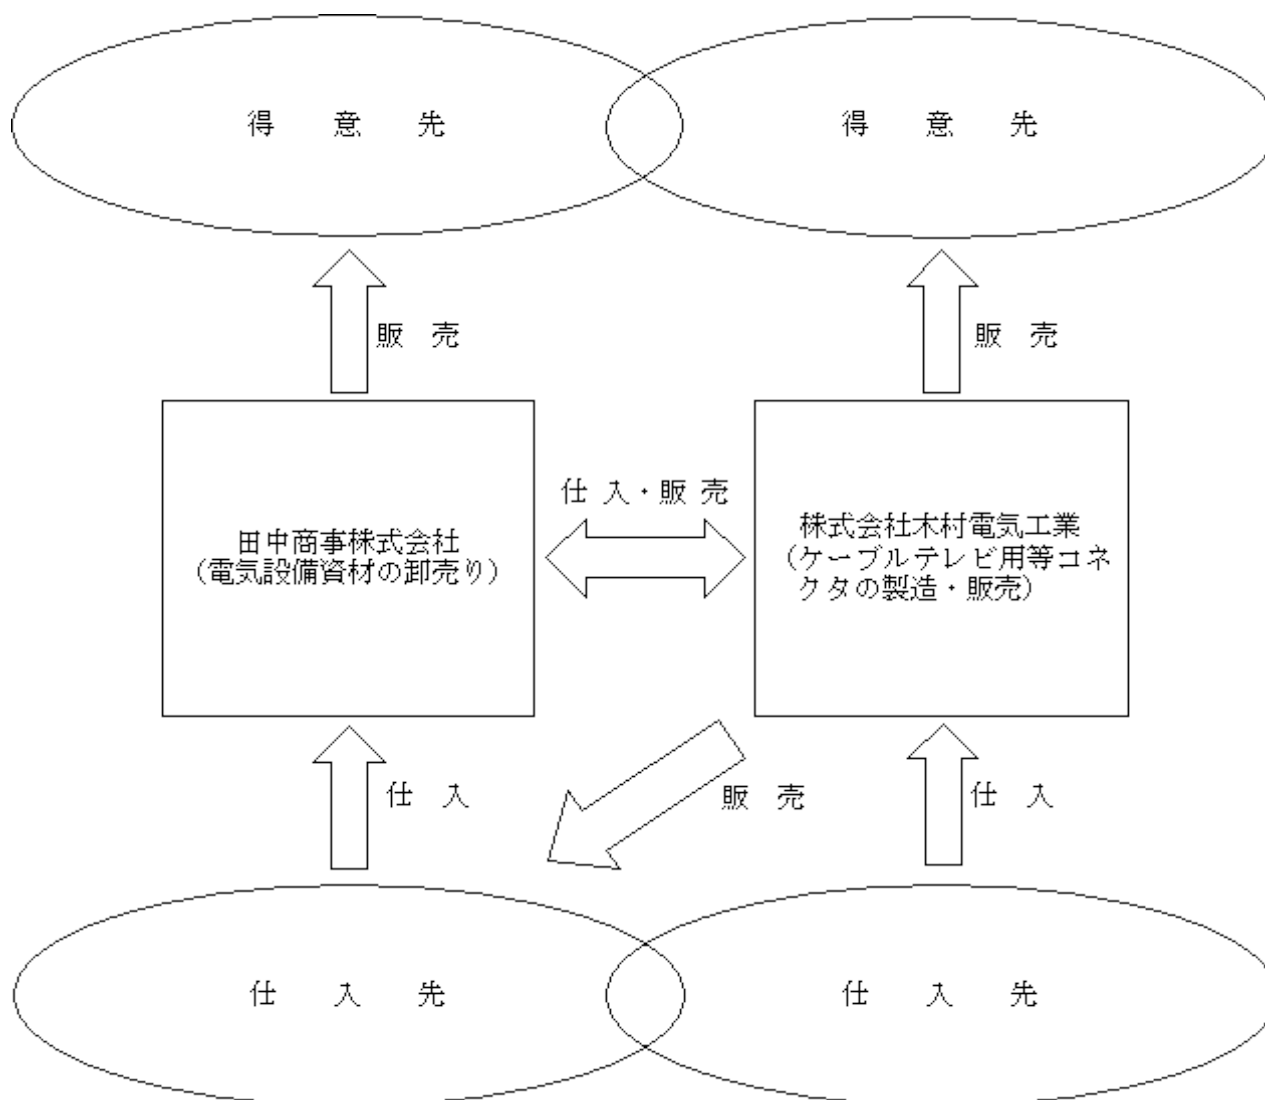 得意先
得意先
販売
販売
仕入・販売
田中商事株式会社
(電気設備資材の卸売り)
株式会社木村電気工業
(ケーブルテレビ用等コネ
クタの製造・販売)
仕入
販売
仕入
仕入先
仕入先